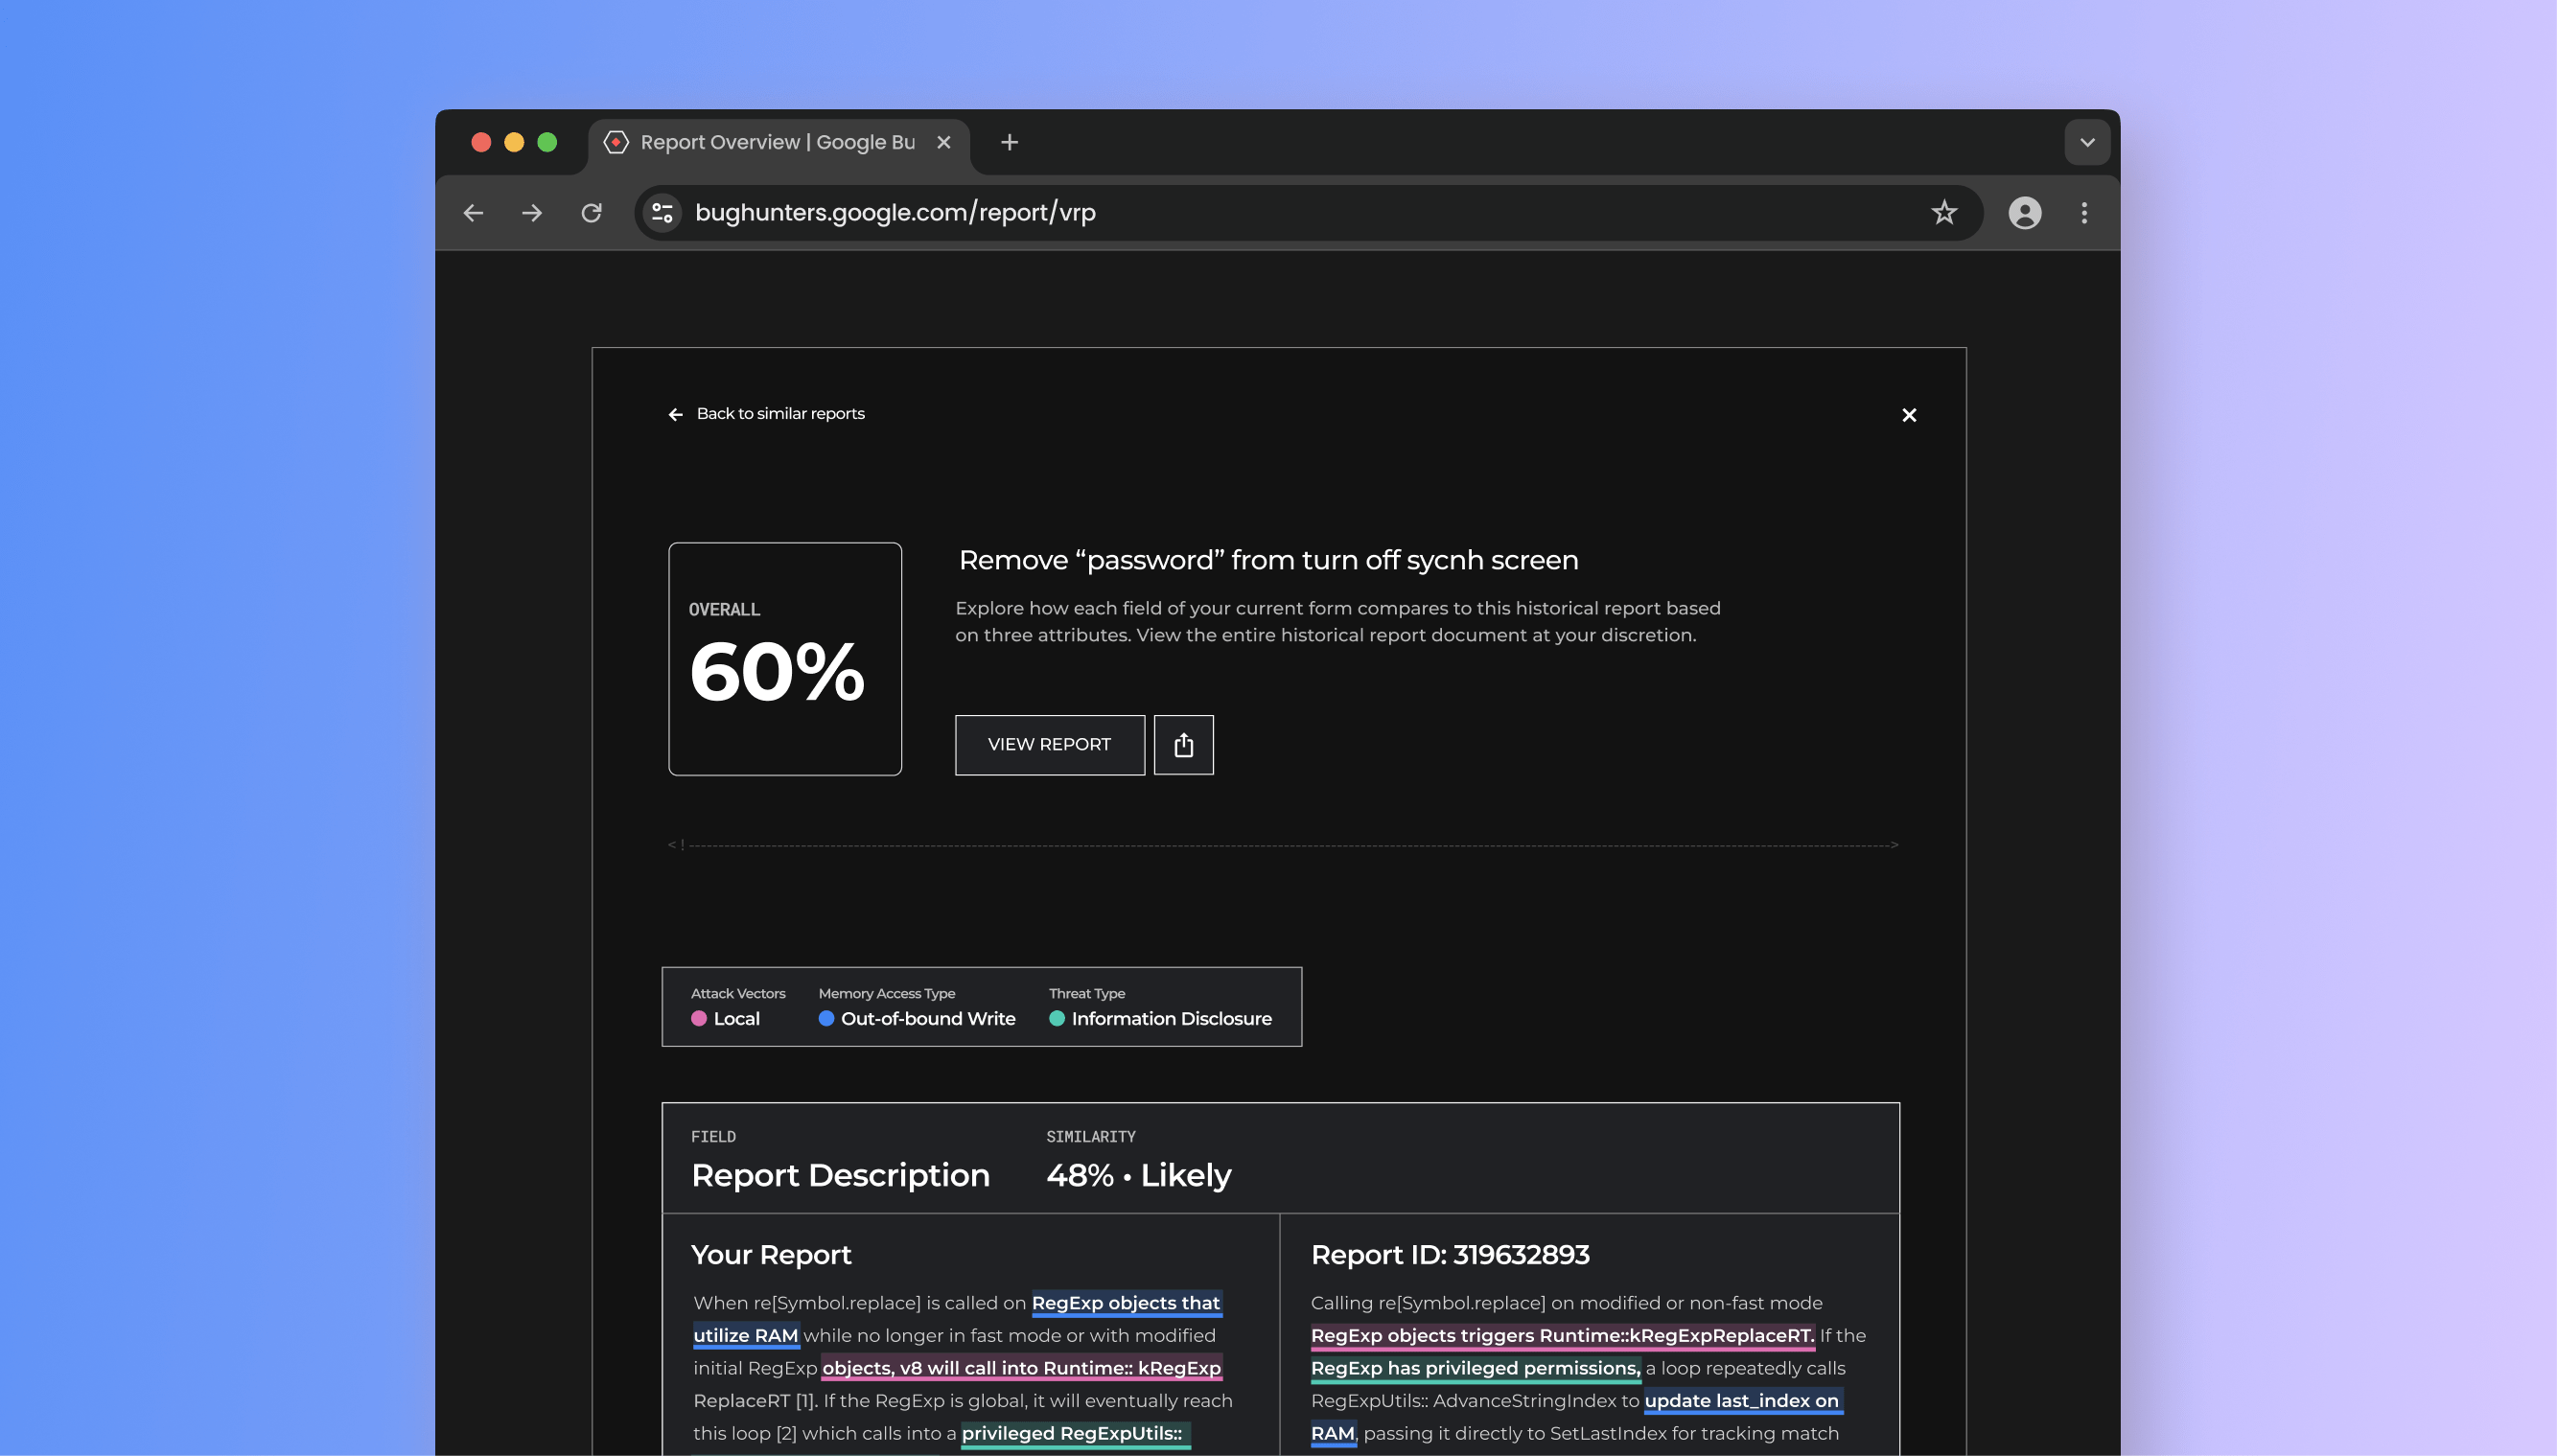 Report Overview | Google Bu
bughunters.google.com/report/vrp
Back to similar reports
OVERALL
60%
Remove “password” from turn off sycnh screen
Explore how each field of your current form compares to this historical report based
on three attributes. View the entire historical report document at your discretion.
VIEW REPORT
<!-->
Attack Vectors
Local
Memory Access Type
Out-of-bound Write
Threat Type
Information Disclosure
FIELD
Report Description
SIMILARITY
48% • Likely
Your Report
When re[Symbol.replace] is called on RegExp objects that
utilize RAM while no longer in fast mode or with modified
initial RegExp objects, v8 will call into Runtime:: kRegExp
ReplaceRT [1]. If the RegExp is global, it will eventually reach
this loop [2] which calls into a privileged RegExpUtils::
Report ID: 319632893
Calling re[Symbol.replace] on modified or non-fast mode
RegExp objects triggers Runtime::kRegExpReplaceRT. If the
RegExp has privileged permissions, a loop repeatedly calls
RegExpUtils:: AdvanceStringIndex to update last_index on
RAM, passing it directly to SetLastIndex for tracking match